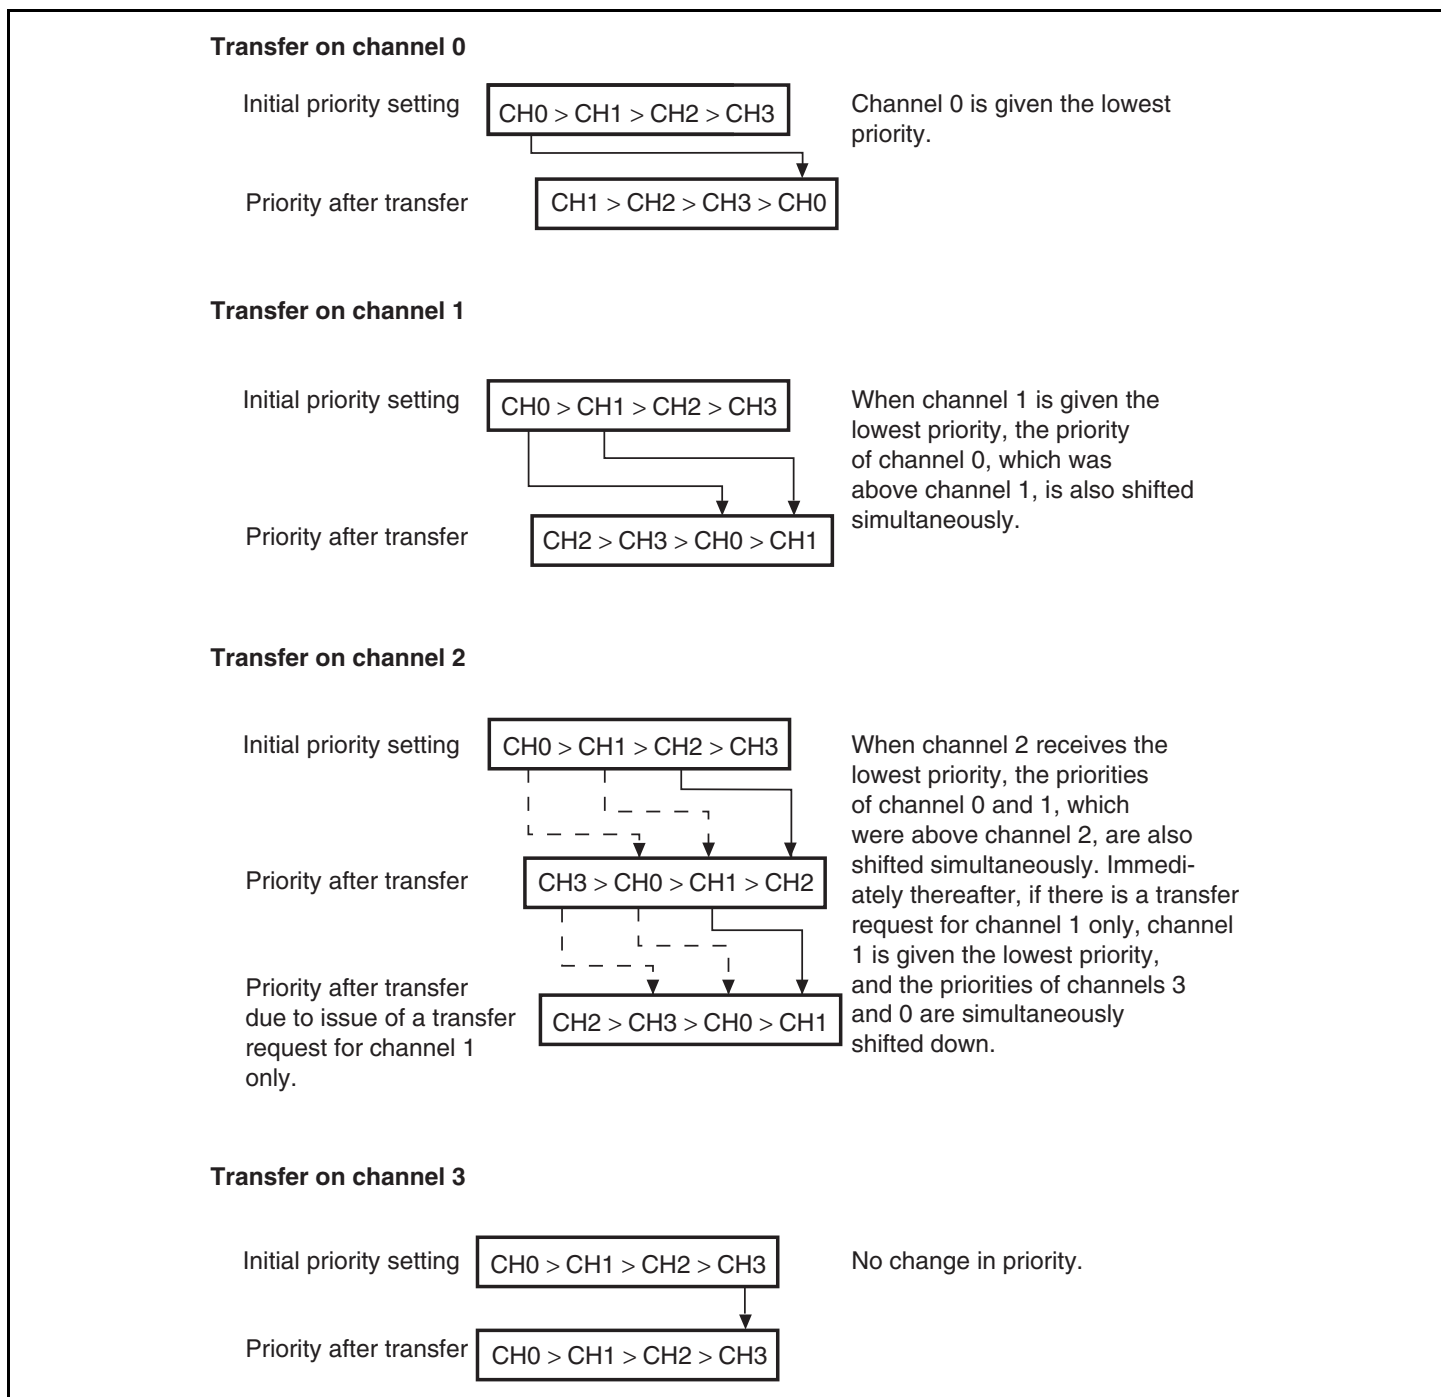 Transfer on channel 0
Initial priority setting
CH0 > CH1 > CH2 > CH3
Channel 0 is given the lowest
priority.
Priority after transfer
CH1 > CH2 > CH3 > CH0
Transfer on channel 1
Initial priority setting
CH0 > CH1 > CH2 > CH3
When channel 1 is given the
lowest priority, the priority
of channel 0, which was
above channel 1, is also shifted
simultaneously.
Priority after transfer
CH2 > CH3 > CH0 > CH1
Transfer on channel 2
Initial priority setting
CH0 > CH1 > CH2 > CH3
When channel 2 receives the
lowest priority, the priorities
of channel 0 and 1, which
were above channel 2, are also
shifted simultaneously. Immedi-
ately thereafter, if there is a transfer
request for channel 1 only, channel
1 is given the lowest priority,
and the priorities of channels 3
and 0 are simultaneously
shifted down.
Priority after transfer
CH3 > CH0 > CH1 > CH2
Priority after transfer
due to issue of a transfer
request for channel 1
only.
CH2 > CH3 > CH0 > CH1
Transfer on channel 3
Initial priority setting
CH0 > CH1 > CH2 > CH3
No change in priority.
Priority after transfer
CH0 > CH1 > CH2 > CH3